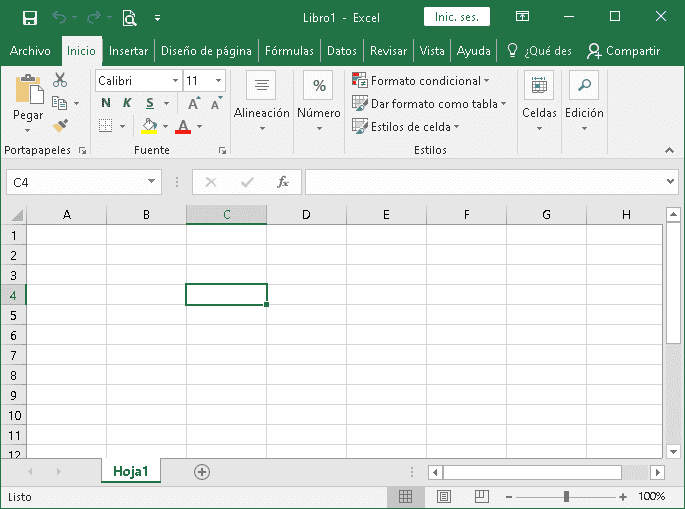 Libro1 - Excel
Inic. ses.
Archivo Inicio Insertar Diseño de página Fórmulas Datos Revisar Vista Ayuda ¿Qué des Compartir
Pegar
Portapapeles
Calibri 11
N K S A A
A
Fuente
Alineación
%
Número
Formato condicional
Dar formato como tabla
Estilos de celda
Estilos
Celdas
Edición
C4 fx
A B C D E F G H
1
2
3
4
5
6
7
8
9
10
11
12
Hoja1
Listo 100%